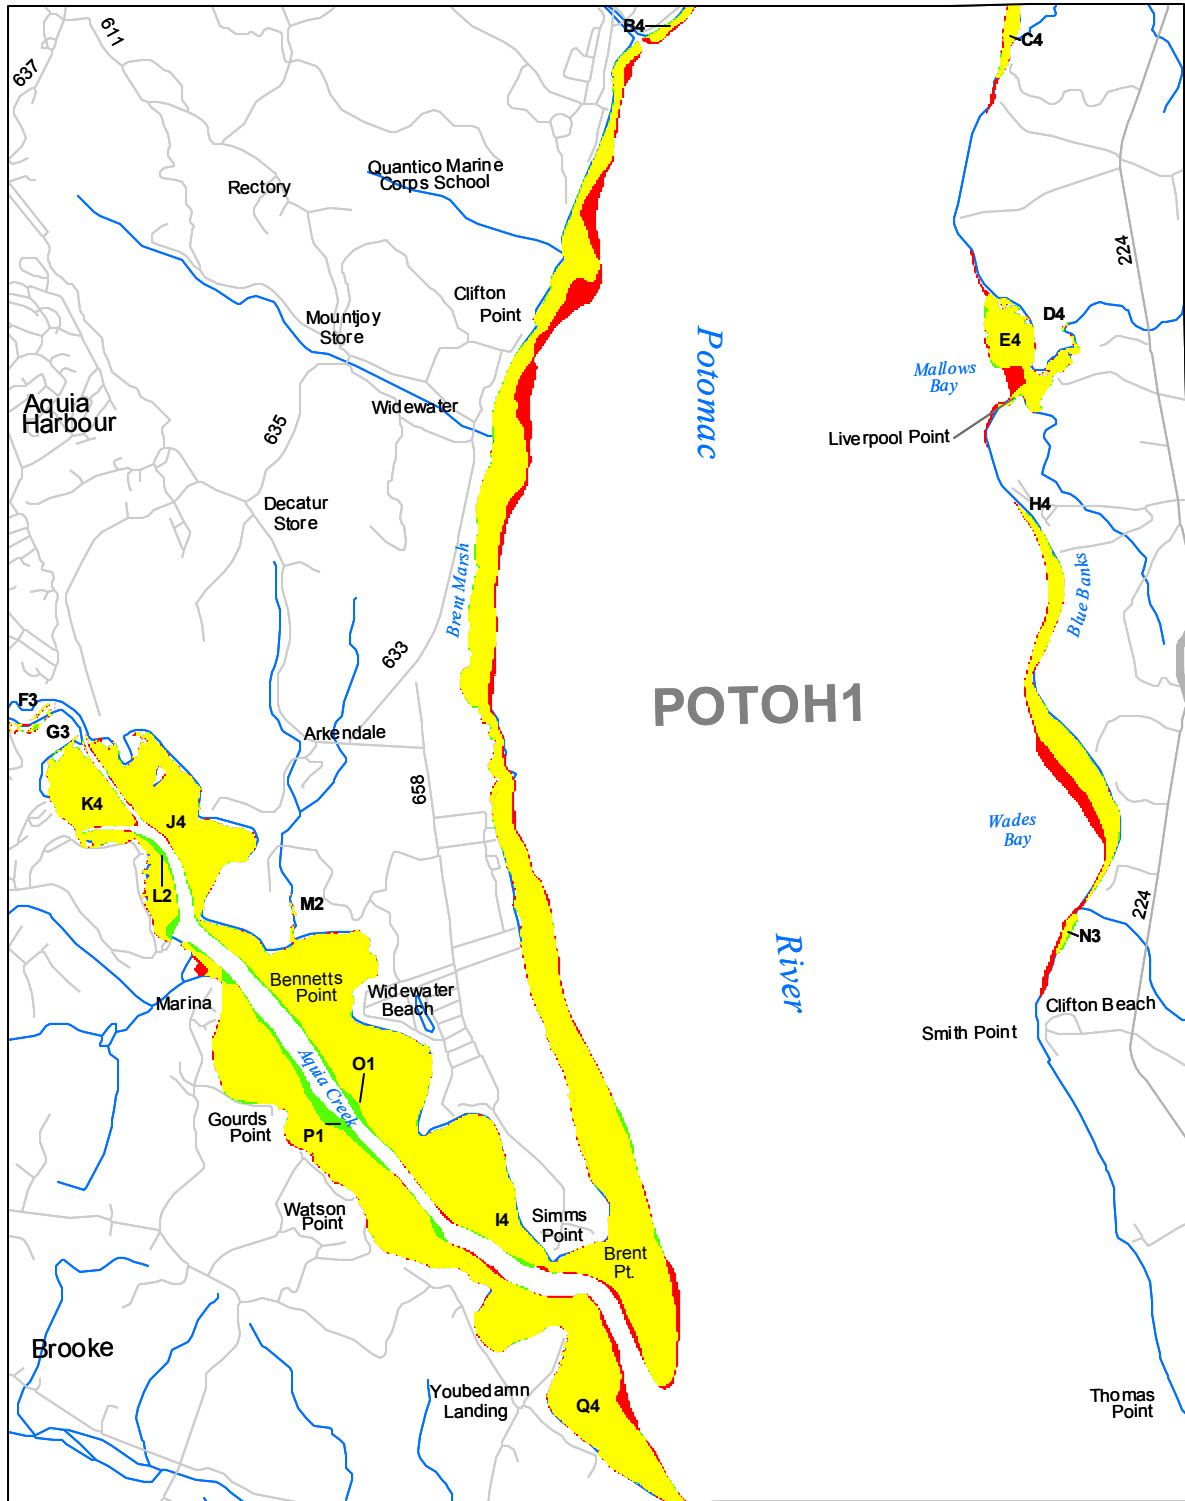 B4
C4
611
637
Quantico Marine
Corps School
Rectory
224
Clifton
Point
Mountjoy
Store
D4
E4
Potomac
Mallows
Bay
Aquia
Harbour
Widewater
635
Liverpool Point
Decatur
Store
H4
Brent Marsh
Blue Banks
633
F3
G3
POTOH1
Arkendale
658
K4
J4
Wades
Bay
L2
M2
224
N3
River
Bennetts
Point
Widewater
Beach
Marina
Clifton Beach
Smith Point
Aquia Creek
O1
Gourds
Point
P1
Watson
Point
I4
Simms
Point
Brent
Pt.
Brooke
Youbedamn
Landing
Q4
Thomas
Point